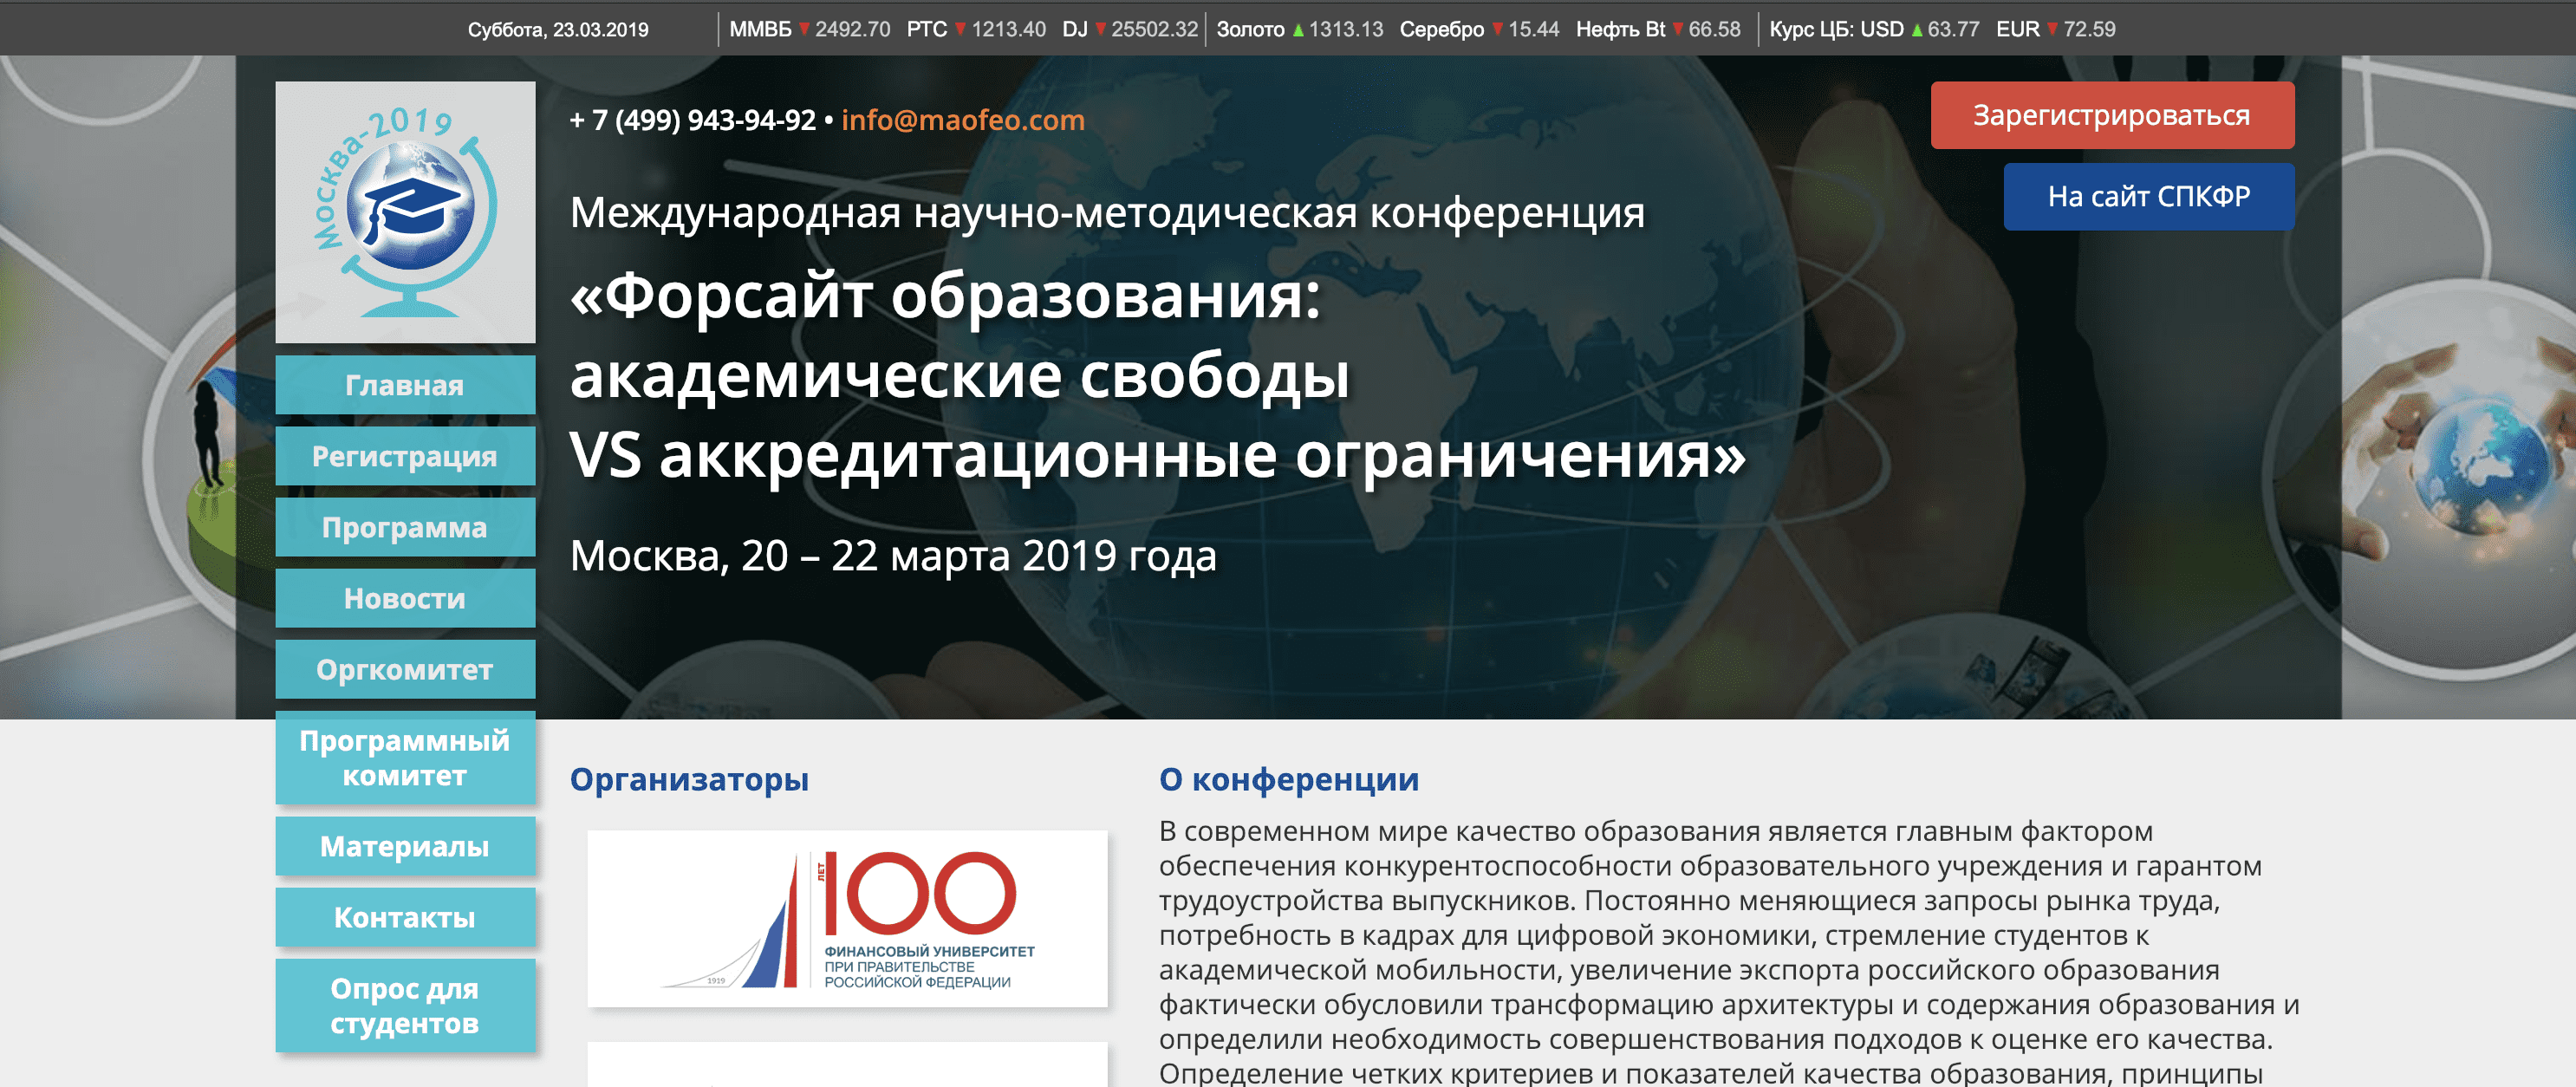 Суббота, 23.03.2019 ММВБ 2492.70 РТС 1213.40 DJ 25502.32 Золото 1313.13 Серебро 15.44 Нефть Bt 66.58 Курс ЦБ: USD 63.77 EUR 72.59
Москва-2019
+ 7 (499) 943-94-92 • info@maofeo.com
Зарегистрироваться
На сайт СПКФР
Международная научно-методическая конференция
«Форсайт образования:
академические свободы
VS аккредитационные ограничения»
Москва, 20 – 22 марта 2019 года
Главная
Регистрация
Программа
Новости
Оргкомитет
Программный
комитет
Материалы
Контакты
Опрос для
студентов
Организаторы
ЛЕТ
100
ФИНАНСОВЫЙ УНИВЕРСИТЕТ
ПРИ ПРАВИТЕЛЬСТВЕ
РОССИЙСКОЙ ФЕДЕРАЦИИ
1919
О конференции
В современном мире качество образования является главным фактором
обеспечения конкурентоспособности образовательного учреждения и гарантом
трудоустройства выпускников. Постоянно меняющиеся запросы рынка труда,
потребность в кадрах для цифровой экономики, стремление студентов к
академической мобильности, увеличение экспорта российского образования
фактически обусловили трансформацию архитектуры и содержания образования и
определили необходимость совершенствования подходов к оценке его качества.
Определение четких критериев и показателей качества образования, принципы